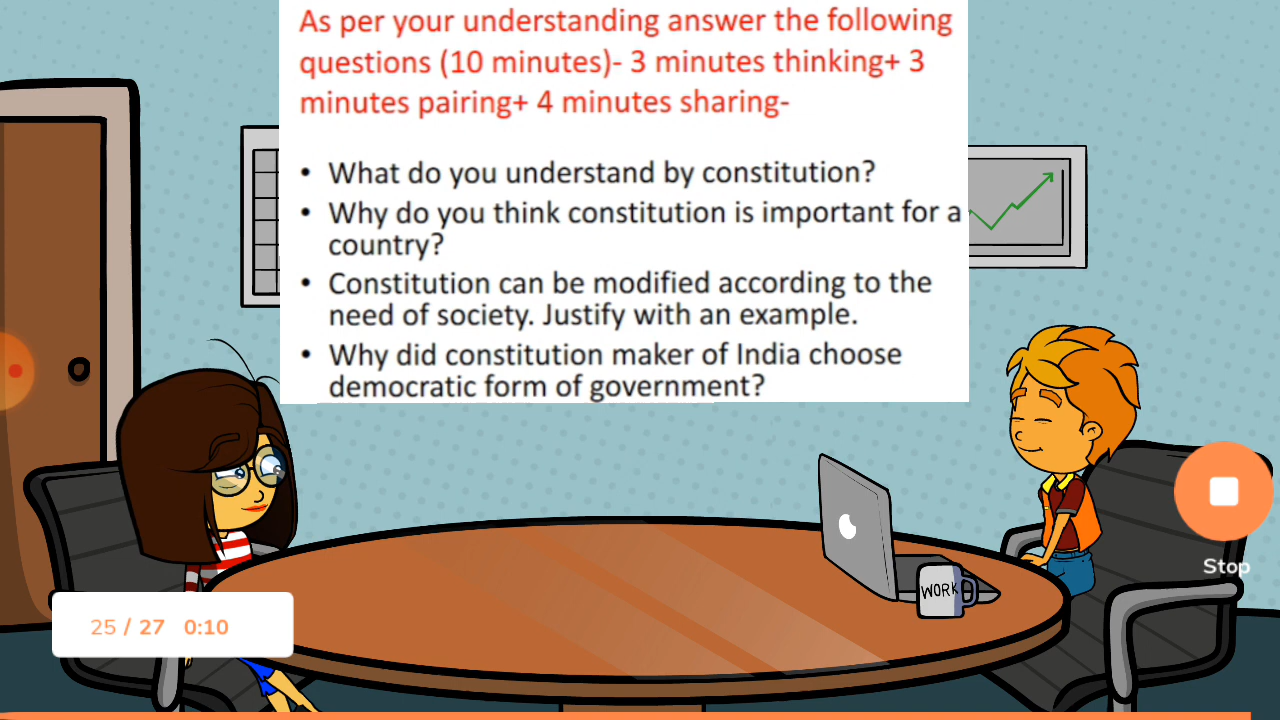 As per your understanding answer the following
questions (10 minutes)- 3 minutes thinking+ 3
minutes pairing+ 4 minutes sharing-
• What do you understand by constitution?
• Why do you think constitution is important for a
country?
• Constitution can be modified according to the
need of society. Justify with an example.
• Why did constitution maker of India choose
democratic form of government?
WORK
Stop
25 / 27 0:10